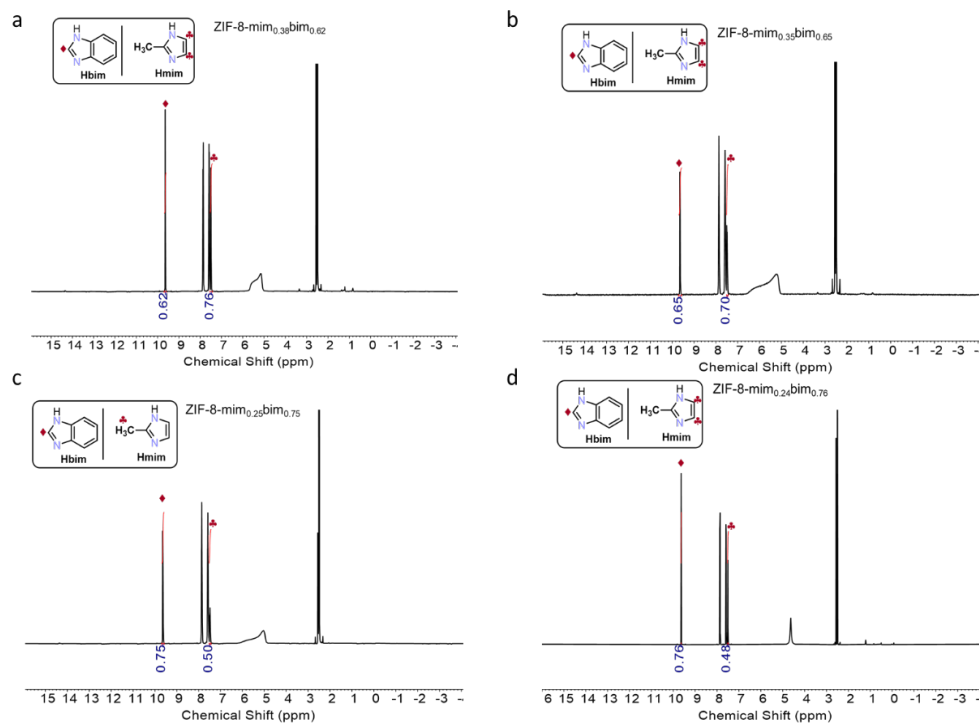 a
ZIF-8-mim0.38bim0.62
H
N
N
Hbim
♦
H
N
H3C
N
Hmim
♣
♣
♦
♣
0.62
0.76
15 14 13 12 11 10 9 8 7 6 5 4 3 2 1 0 -1 -2 -3 -4
Chemical Shift (ppm)
b
ZIF-8-mim0.35bim0.65
H
N
N
Hbim
♦
H
N
H3C
N
Hmim
♣
♣
♦
♣
0.65
0.70
15 14 13 12 11 10 9 8 7 6 5 4 3 2 1 0 -1 -2 -3
Chemical Shift (ppm)
c
ZIF-8-mim0.25bim0.75
H
N
N
Hbim
♦
♣
H
N
H3C
N
Hmim
♦
♣
0.75
0.50
15 14 13 12 11 10 9 8 7 6 5 4 3 2 1 0 -1 -2 -3 -4
Chemical Shift (ppm)
d
ZIF-8-mim0.24bim0.76
H
N
N
Hbim
♦
H
N
H3C
N
Hmim
♣
♣
♦
♣
0.76
0.48
6 15 14 13 12 11 10 9 8 7 6 5 4 3 2 1 0 -1 -2 -3
Chemical Shift (ppm)